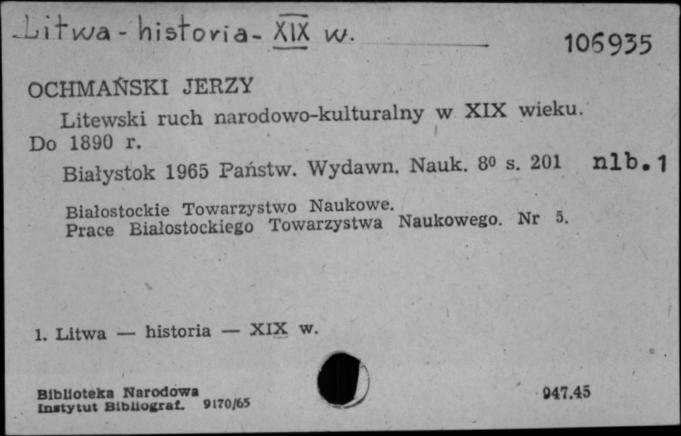 Litwa - historia - XIX w.
106935
OCHMAŃSKI JERZY
Litewski ruch narodowo-kulturalny w XIX wieku.
Do 1890 r.
Białystok 1965 Państw. Wydawn. Nauk. 8º s. 201 nlb. 1
Białostockie Towarzystwo Naukowe.
Prace Białostockiego Towarzystwa Naukowego. Nr 5.
1. Litwa — historia — XIX w.
Biblioteka Narodowa
Instytut Bibliograf. 9170/65
947.45